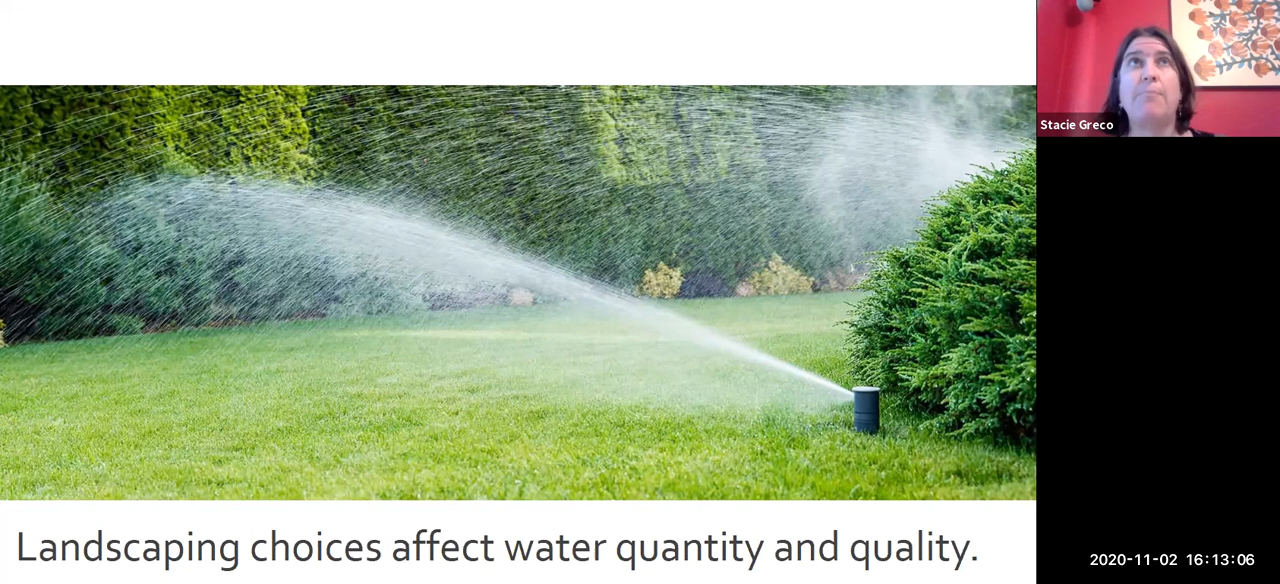 Stacie Greco
Landscaping choices affect water quantity and quality.
2020-11-02 16:13:06